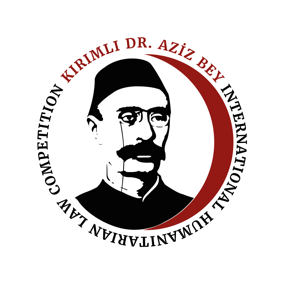 KIRIMLI DR. AZİZ BEY INTERNATIONAL HUMANITARIAN LAW COMPETITION